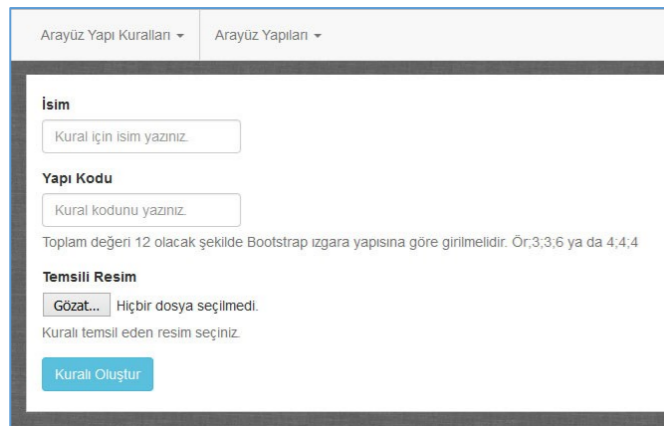 Arayüz Yapı Kuralları Arayüz Yapıları
İsim
Kural için isim yazınız.
Yapı Kodu
Kural kodunu yazınız.
Toplam değeri 12 olacak şekilde Bootstrap ızgara yapısına göre girilmelidir. Ör;3;3;6 ya da 4;4;4
Temsili Resim
Gözat... Hiçbir dosya seçilmedi.
Kuralı temsil eden resim seçiniz.
Kuralı Oluştur